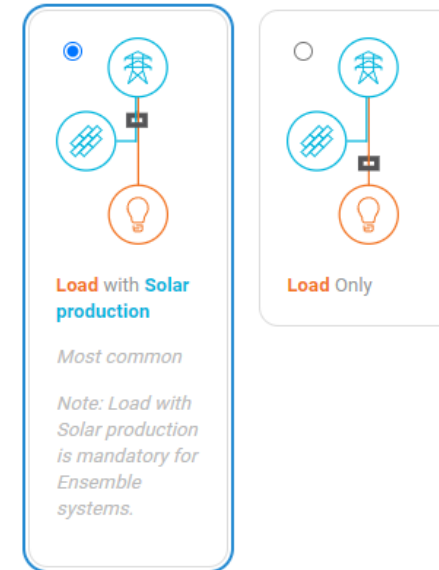 Load with Solar
production
Most common
Note: Load with
Solar production
is mandatory for
Ensemble
systems.
Load Only